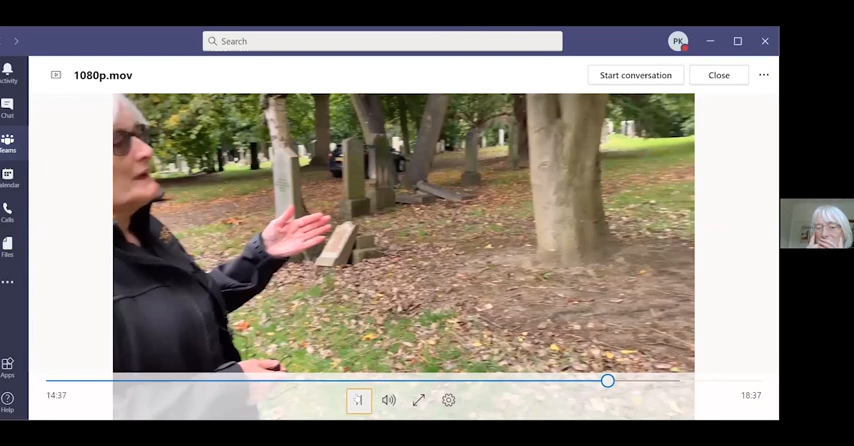 Search
PK
Activity
1080p.mov
Start conversation
Close
Chat
Teams
Calendar
Calls
Files
Apps
14:37
18:37
Help